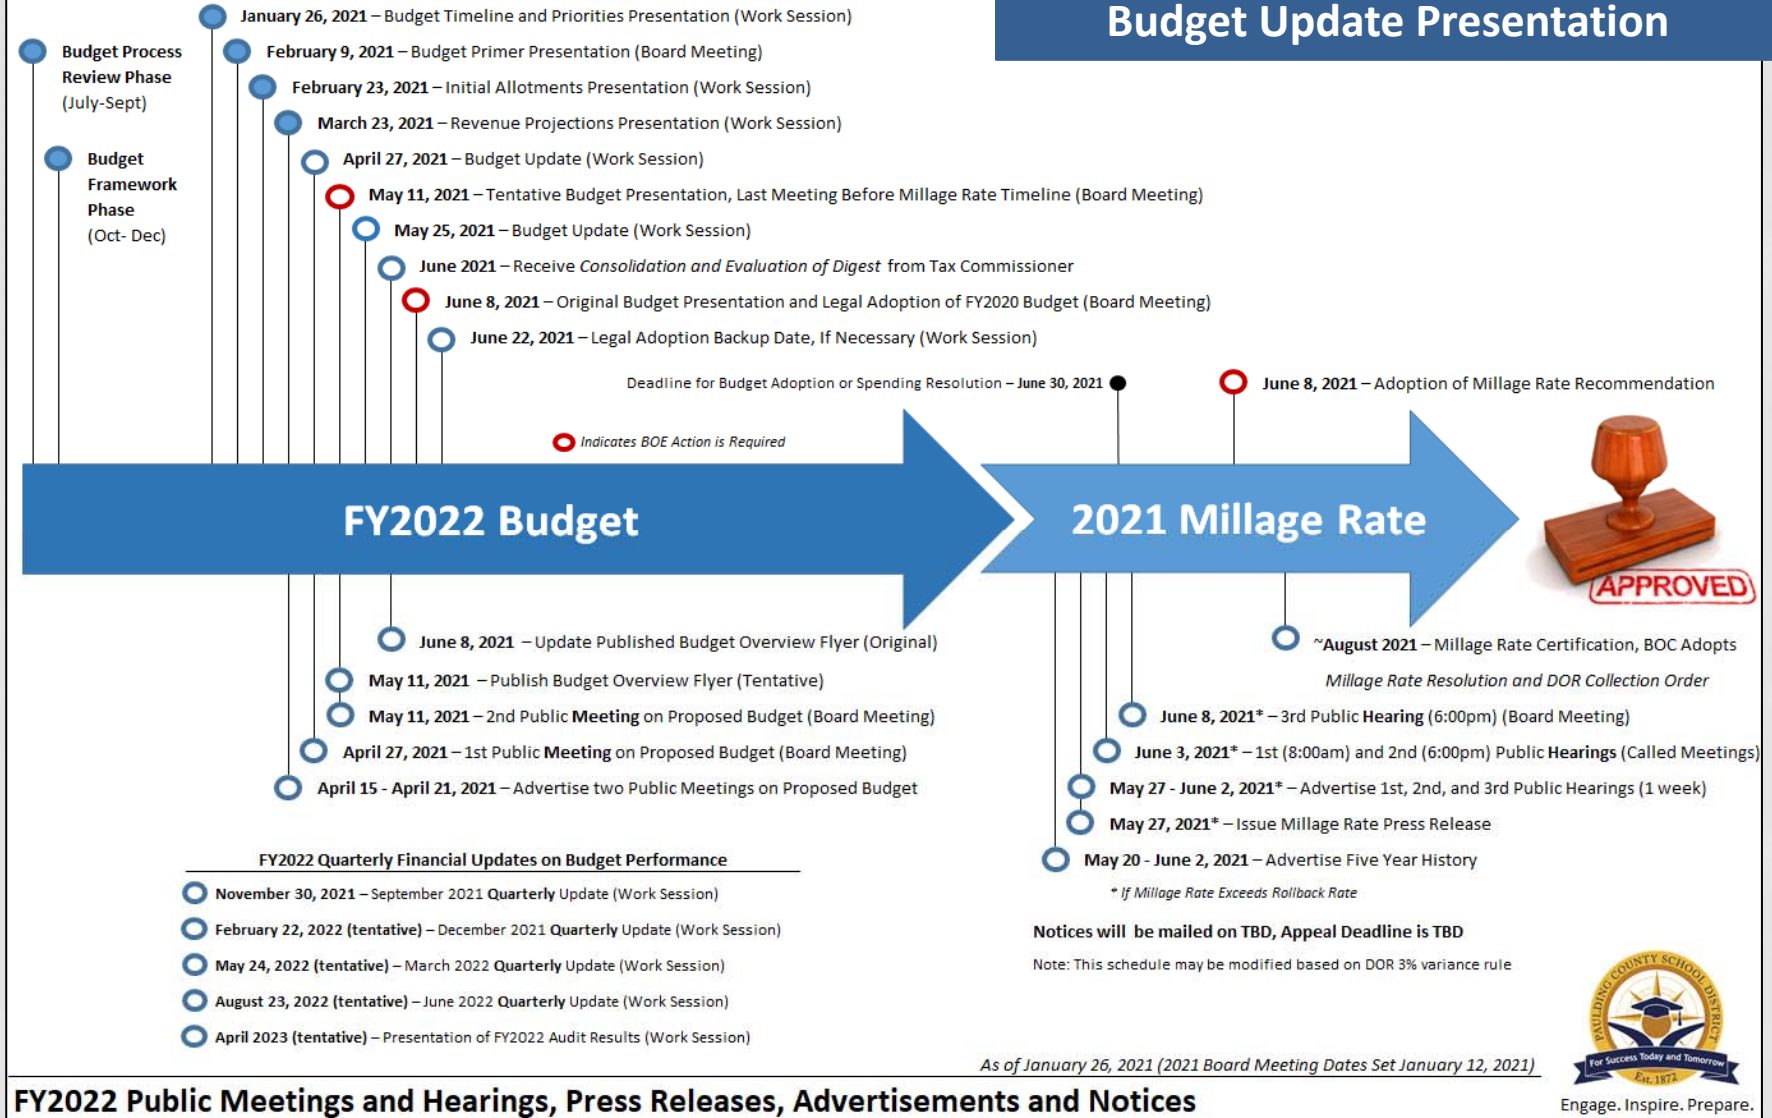 Budget Update Presentation
January 26, 2021 – Budget Timeline and Priorities Presentation (Work Session)
Budget Process
Review Phase
(July-Sept)
February 9, 2021 – Budget Primer Presentation (Board Meeting)
February 23, 2021 – Initial Allotments Presentation (Work Session)
March 23, 2021 – Revenue Projections Presentation (Work Session)
Budget
Framework
Phase
(Oct- Dec)
April 27, 2021 – Budget Update (Work Session)
May 11, 2021 – Tentative Budget Presentation, Last Meeting Before Millage Rate Timeline (Board Meeting)
May 25, 2021 – Budget Update (Work Session)
June 2021 – Receive Consolidation and Evaluation of Digest from Tax Commissioner
June 8, 2021 – Original Budget Presentation and Legal Adoption of FY2020 Budget (Board Meeting)
June 22, 2021 – Legal Adoption Backup Date, If Necessary (Work Session)
Deadline for Budget Adoption or Spending Resolution – June 30, 2021
June 8, 2021 – Adoption of Millage Rate Recommendation
Indicates BOE Action is Required
FY2022 Budget
2021 Millage Rate
APPROVED
June 8, 2021 – Update Published Budget Overview Flyer (Original)
May 11, 2021 – Publish Budget Overview Flyer (Tentative)
May 11, 2021 – 2nd Public Meeting on Proposed Budget (Board Meeting)
April 27, 2021 – 1st Public Meeting on Proposed Budget (Board Meeting)
April 15 - April 21, 2021 – Advertise two Public Meetings on Proposed Budget
~August 2021 – Millage Rate Certification, BOC Adopts
Millage Rate Resolution and DOR Collection Order
June 8, 2021* – 3rd Public Hearing (6:00pm) (Board Meeting)
June 3, 2021* – 1st (8:00am) and 2nd (6:00pm) Public Hearings (Called Meetings)
May 27 - June 2, 2021* – Advertise 1st, 2nd, and 3rd Public Hearings (1 week)
May 27, 2021* – Issue Millage Rate Press Release
May 20 - June 2, 2021 – Advertise Five Year History
* If Millage Rate Exceeds Rollback Rate
FY2022 Quarterly Financial Updates on Budget Performance
November 30, 2021 – September 2021 Quarterly Update (Work Session)
February 22, 2022 (tentative) – December 2021 Quarterly Update (Work Session)
May 24, 2022 (tentative) – March 2022 Quarterly Update (Work Session)
August 23, 2022 (tentative) – June 2022 Quarterly Update (Work Session)
April 2023 (tentative) – Presentation of FY2022 Audit Results (Work Session)
Notices will be mailed on TBD, Appeal Deadline is TBD
Note: This schedule may be modified based on DOR 3% variance rule
As of January 26, 2021 (2021 Board Meeting Dates Set January 12, 2021)
PAULDING COUNTY SCHOOL DISTRICT
For Success Today and Tomorrow
Est. 1872
Engage. Inspire. Prepare.
FY2022 Public Meetings and Hearings, Press Releases, Advertisements and Notices